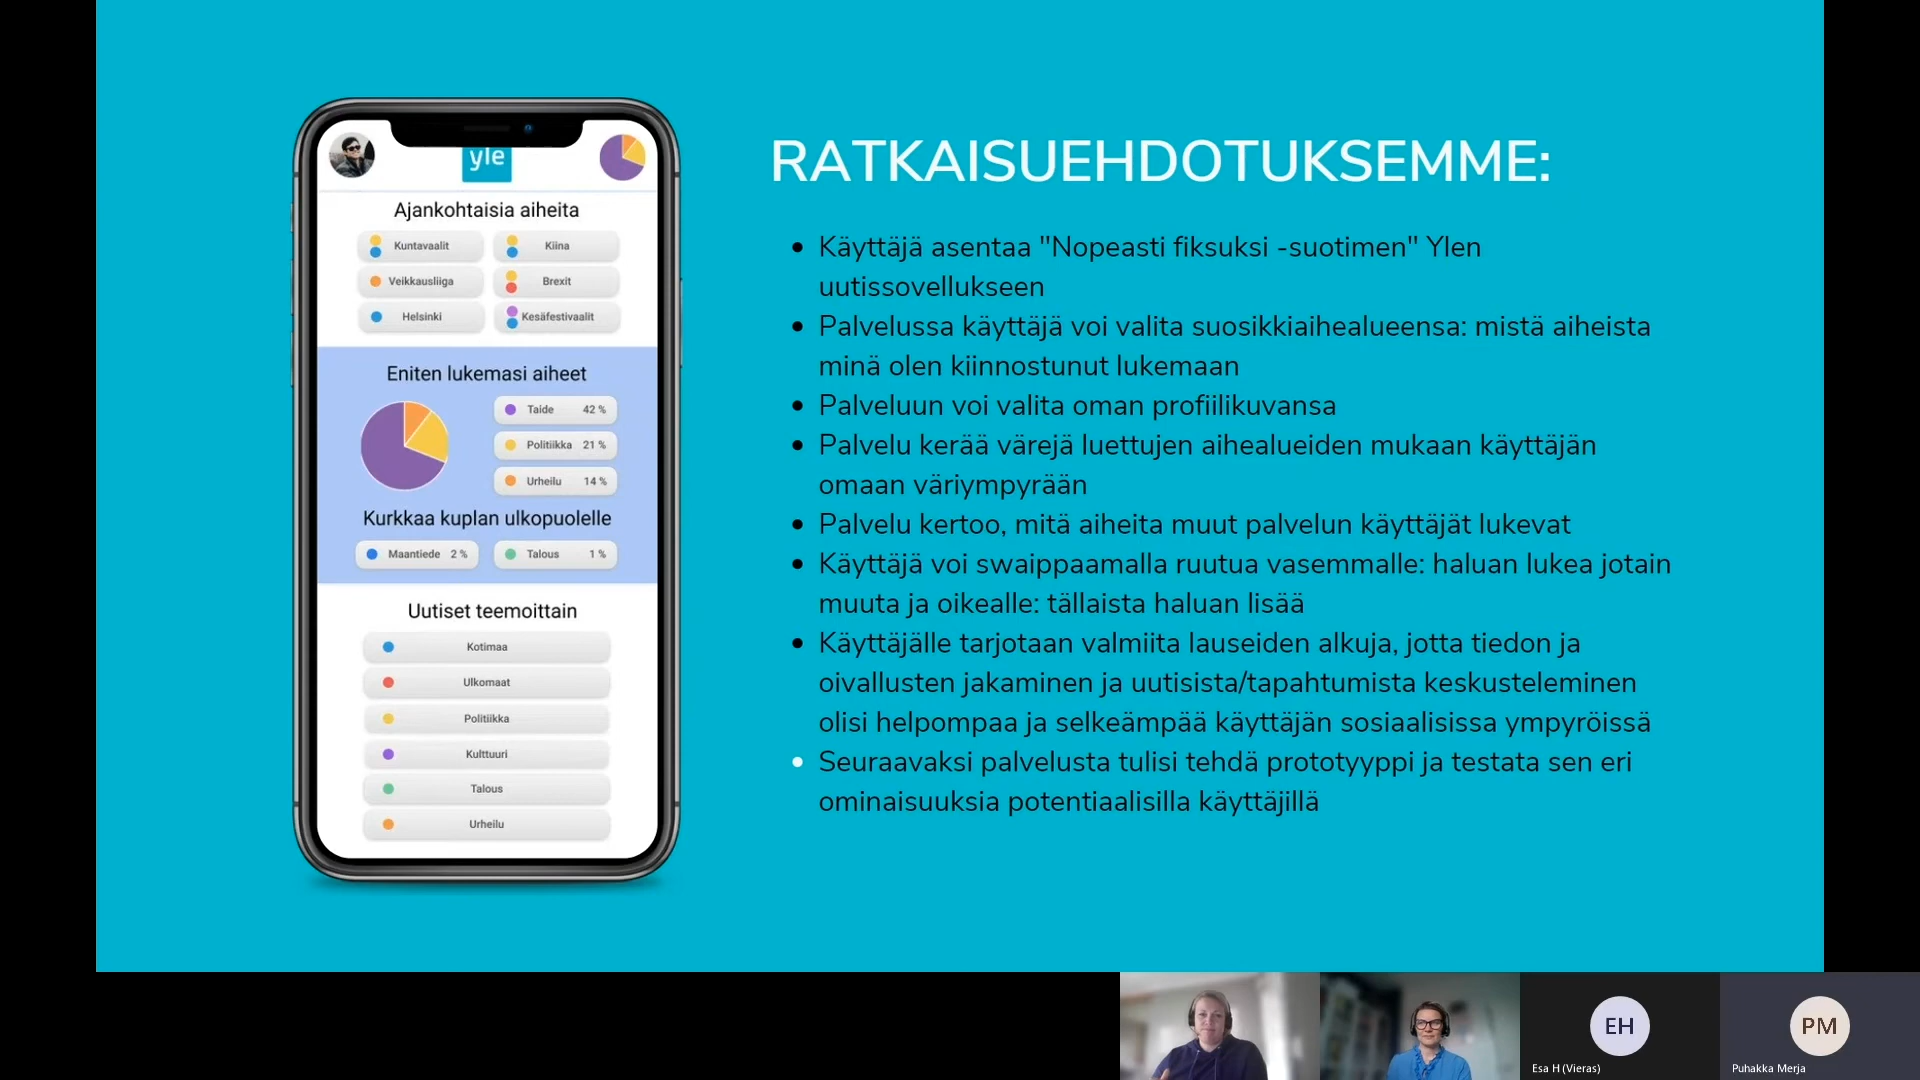 yle
Ajankohtaisia aiheita
Kuntavaalit
Kiina
Veikkausliiga
Brexit
Helsinki
Kesäfestivaalit
Eniten lukemasi aiheet
Taide 42 %
Politiikka 21 %
Urheilu 14 %
Kurkkaa kuplan ulkopuolelle
Maantiede 2 %
Talous 1 %
Uutiset teemoittain
Kotimaa
Ulkomaat
Politiikka
Kulttuuri
Talous
Urheilu
RATKAISUEHDOTUKSEMME:
Käyttäjä asentaa "Nopeasti fiksuksi -suotimen" Ylen
uutissovellukseen
Palvelussa käyttäjä voi valita suosikkiaihealueensa: mistä aiheista
minä olen kiinnostunut lukemaan
Palveluun voi valita oman profiilikuvansa
Palvelu kerää värejä luettujen aihealueiden mukaan käyttäjän
omaan väriympyrään
Palvelu kertoo, mitä aiheita muut palvelun käyttäjät lukevat
Käyttäjä voi swaippaamalla ruutua vasemmalle: haluan lukea jotain
muuta ja oikealle: tällaista haluan lisää
Käyttäjälle tarjotaan valmiita lauseiden alkuja, jotta tiedon ja
oivallusten jakaminen ja uutisista/tapahtumista keskusteleminen
olisi helpompaa ja selkeämpää käyttäjän sosiaalisissa ympyröissä
Seuraavaksi palvelusta tulisi tehdä prototyyppi ja testata sen eri
ominaisuuksia potentiaalisilla käyttäjillä
EH
Esa H (Vieras)
PM
Puhakka Merja